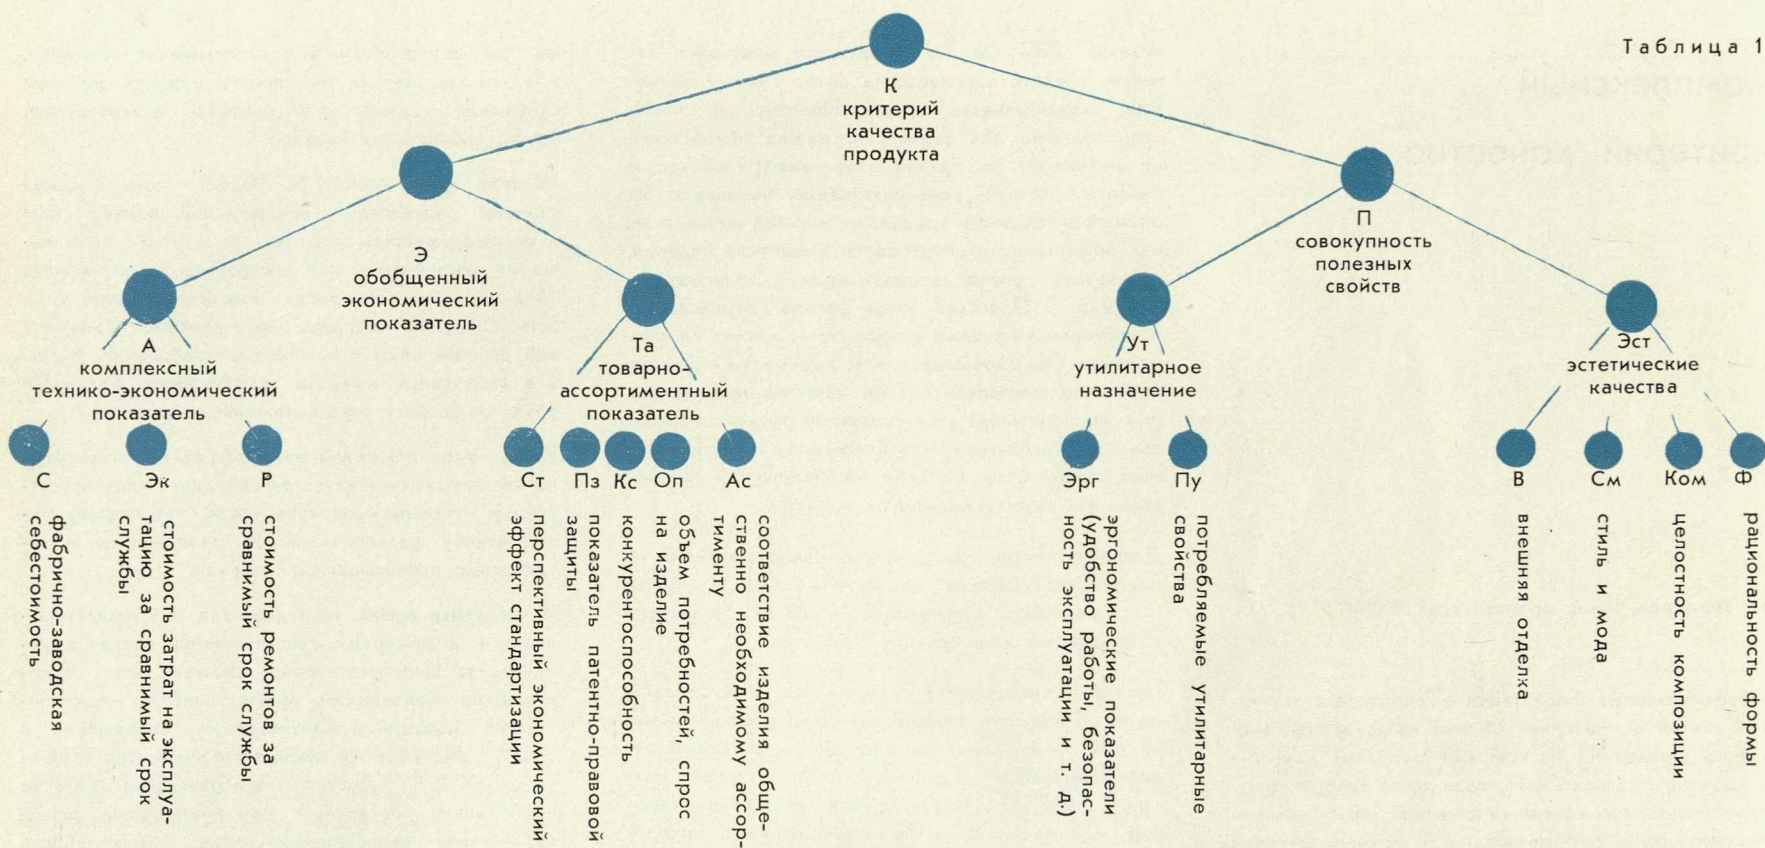 Таблица 1
К
критерий
качества
продукта
Э
обобщенный
экономический
показатель
П
совокупность
полезных
свойств
А
комплексный
технико-экономический
показатель
Та
товарно-
ассортиментный
показатель
Ут
утилитарное
назначение
Эст
эстетические
качества
С
Эк
Р
Ст
Пз
Кс
Оп
Ас
Эрг
Пу
В
См
Ком
Ф
фабрично-заводская
себестоимость
стоимость затрат на эксплуа-
тацию за сравнимый срок
службы
стоимость ремонтов за
сравнимый срок службы
перспективный экономический
эффект стандартизации
показатель патентно-правовой
защиты
конкурентоспособность
объем потребностей, спрос
на изделие
соответствие изделия обще-
ственно необходимому ассор-
тименту
эргономические показатели
(удобство работы, безопас-
ность эксплуатации и т. д.)
потребляемые утилитарные
свойства
внешняя отделка
стиль и мода
целостность композиции
рациональность формы